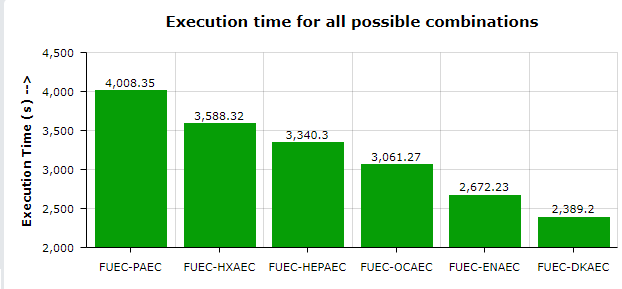 Execution time for all possible combinations
Execution Time (s) -->
4,500
4,000
3,500
3,000
2,500
2,000
4,008.35
3,588.32
3,340.3
3,061.27
2,672.23
2,389.2
FUEC-PAEC
FUEC-HXAEC
FUEC-HEPAEC
FUEC-OCAEC
FUEC-ENAEC
FUEC-DKAEC